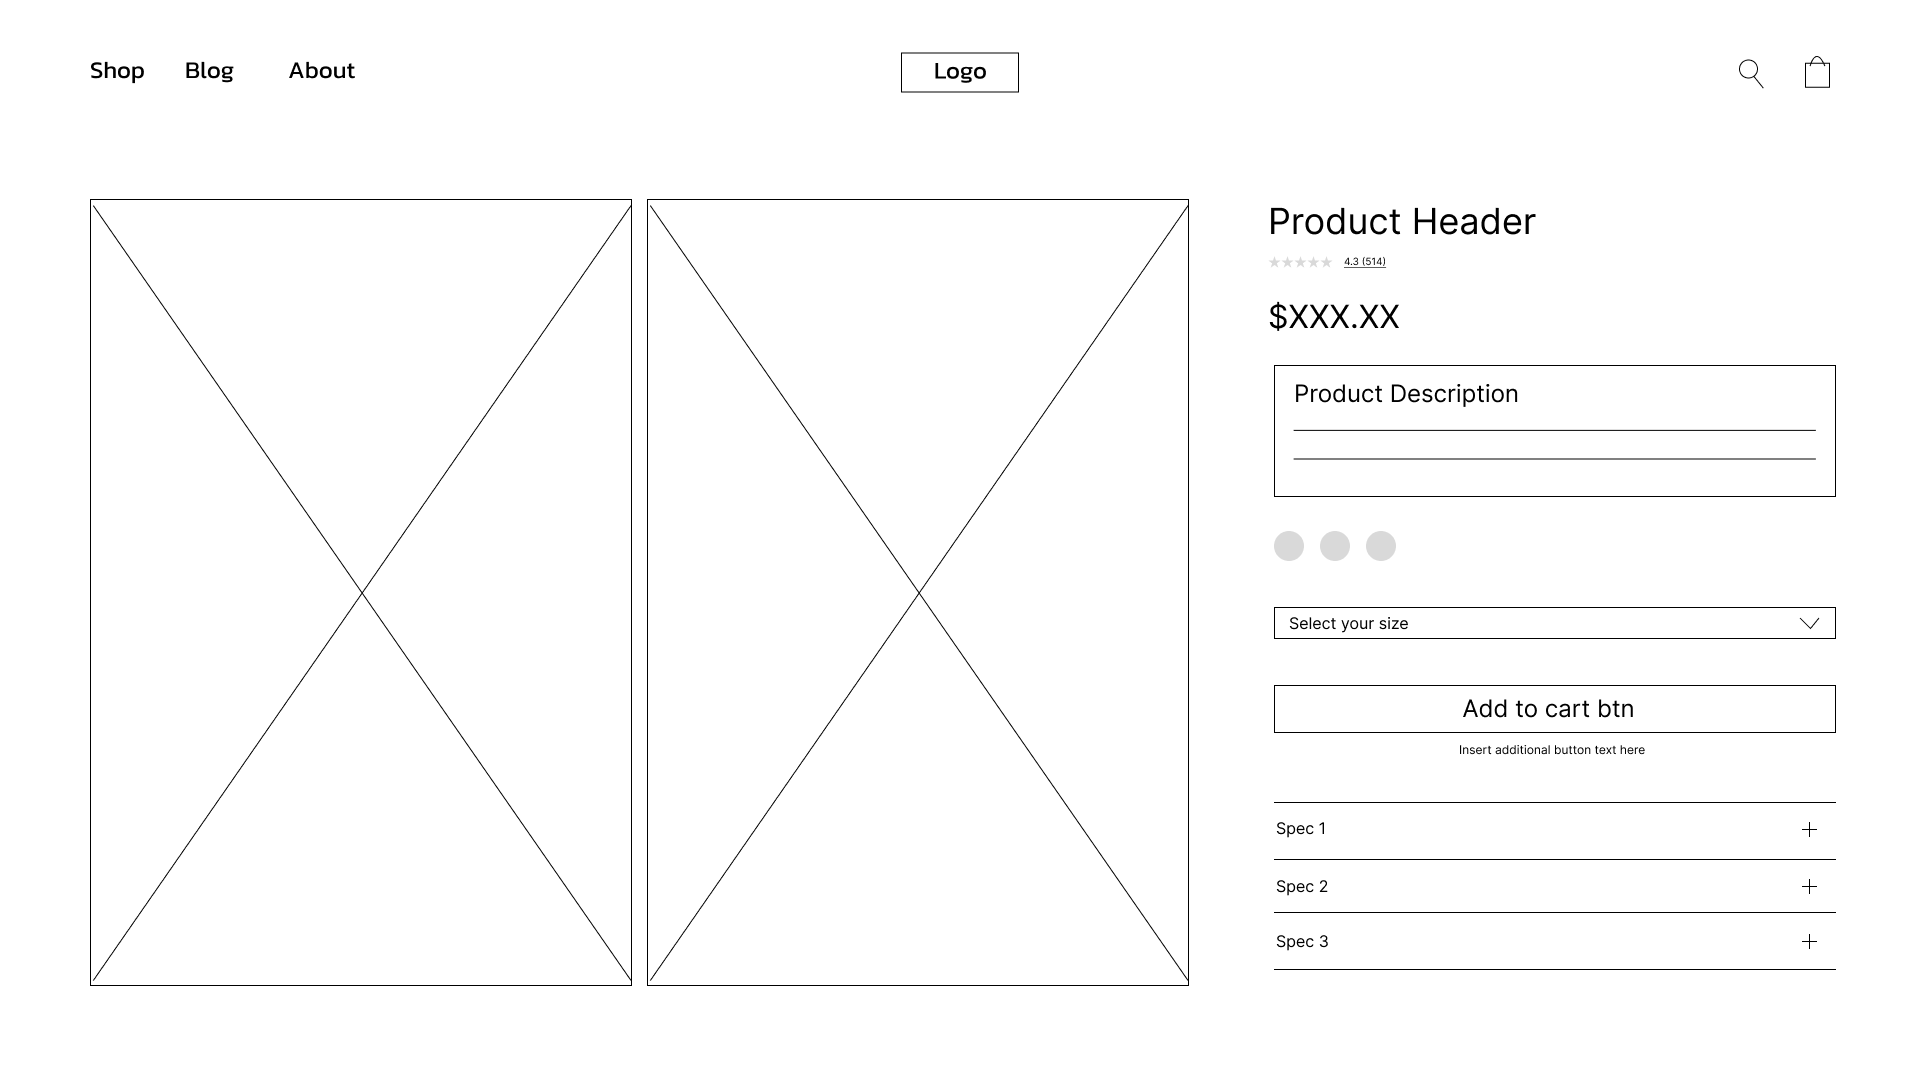 Shop Blog About Logo
Product Header
4.3 (514)
$XXX.XX
Product Description
Select your size
Add to cart btn
Insert additional button text here
Spec 1
Spec 2
Spec 3